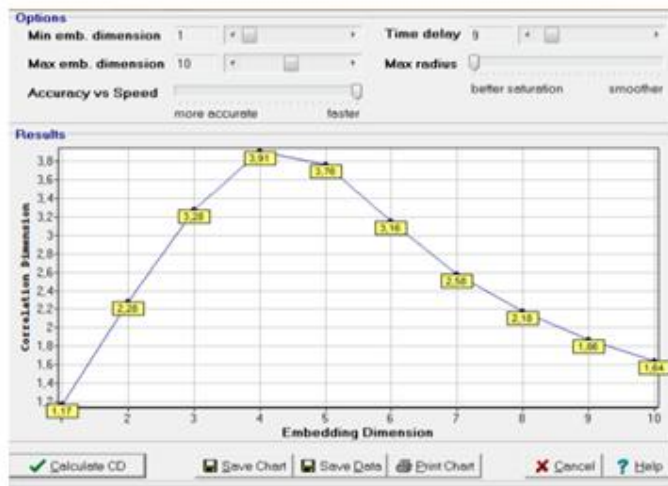 Options
Min emb. dimension 1
Time delay 9
Max emb. dimension 10
Max radius
Accuracy vs Speed
better saturation smoother
more accurate faster
Results
Correlation Dimension
3,8
3,6
3,4
3,2
3
2,8
2,6
2,4
2,2
2
1,8
1,6
1,4
1,2
1,17
2,28
3,28
3,91
3,76
3,16
2,58
2,18
1,86
1,64
1 2 3 4 5 6 7 8 9 10
Embedding Dimension
Calculate CD Save Chart Save Data Print Chart Cancel Help